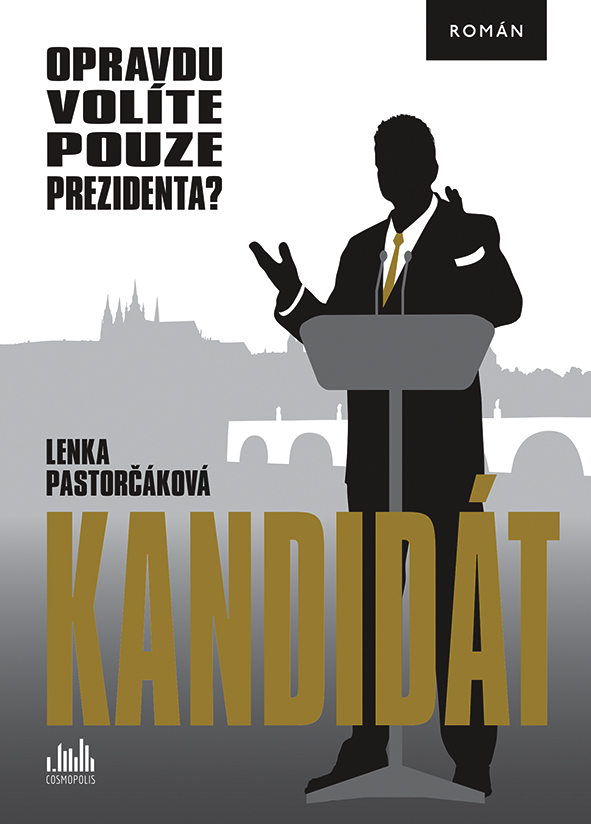 ROMÁN
OPRAVDU
VOLÍTE
POUZE
PREZIDENTA?
LENKA
PASTORČÁKOVÁ
KANDIDÁT
COSMOPOLIS